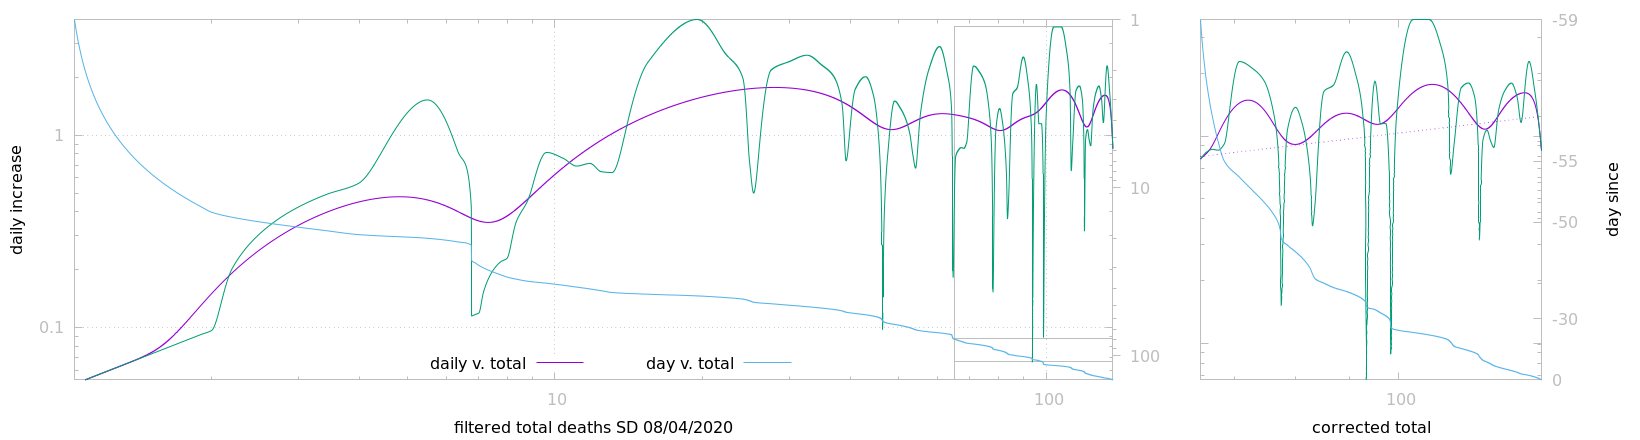 1
-59
1
daily increase
-55
10
-50
day since
0.1
-30
daily v. total
day v. total
100
0
10
100
100
filtered total deaths SD 08/04/2020
corrected total